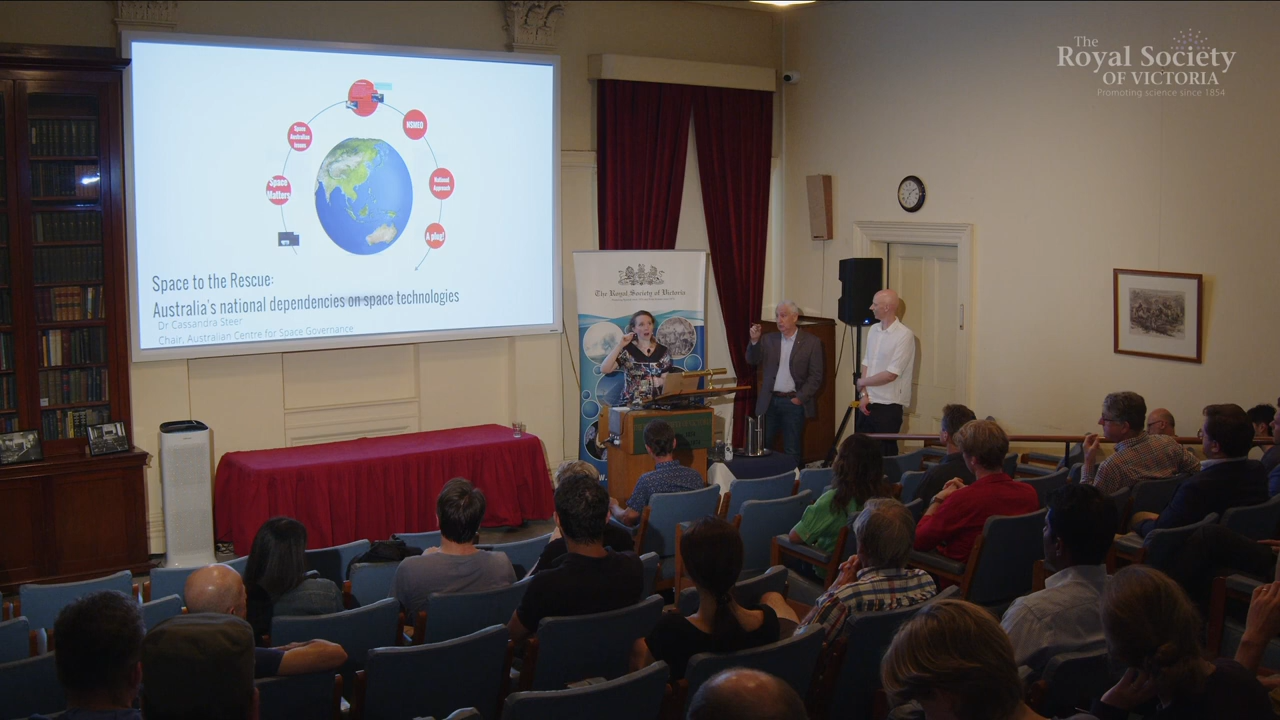 The
Royal Society
OF VICTORIA
Promoting science since 1854
Space
Australian
Issues
NSMEO
Space
Matters
National
Approach
A plug!
Space to the Rescue:
Australia's national dependencies on space technologies
Dr Cassandra Steer
Chair, Australian Centre for Space Governance
The Royal Society of Victoria